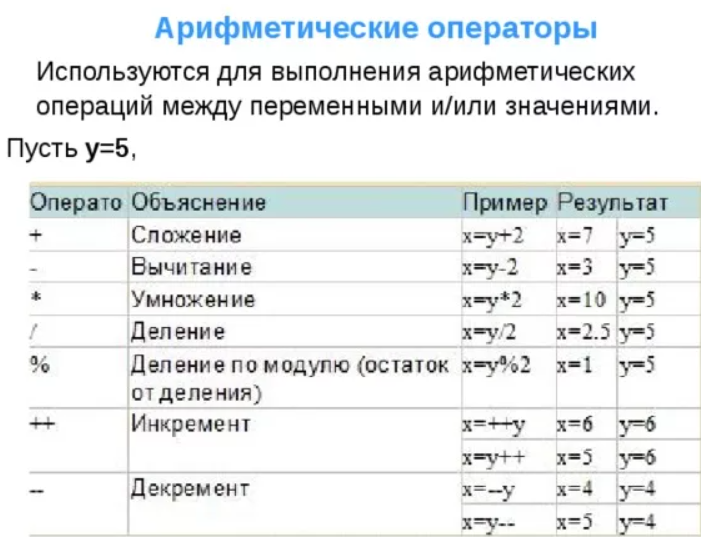 Арифметические операторы
Используются для выполнения арифметических
операций между переменными и/или значениями.
Пусть y=5,
Операто Объяснение Пример Результат
+ Сложение x=y+2 x=7 y=5
- Вычитание x=y-2 x=3 y=5
* Умножение x=y*2 x=10 y=5
/ Деление x=y/2 x=2.5 y=5
% Деление по модулю (остаток x=y%2 x=1 y=5
от деления)
++ Инкремент x=++y x=6 y=6
x=y++ x=5 y=6
-- Декремент x=--y x=4 y=4
x=y-- x=5 y=4